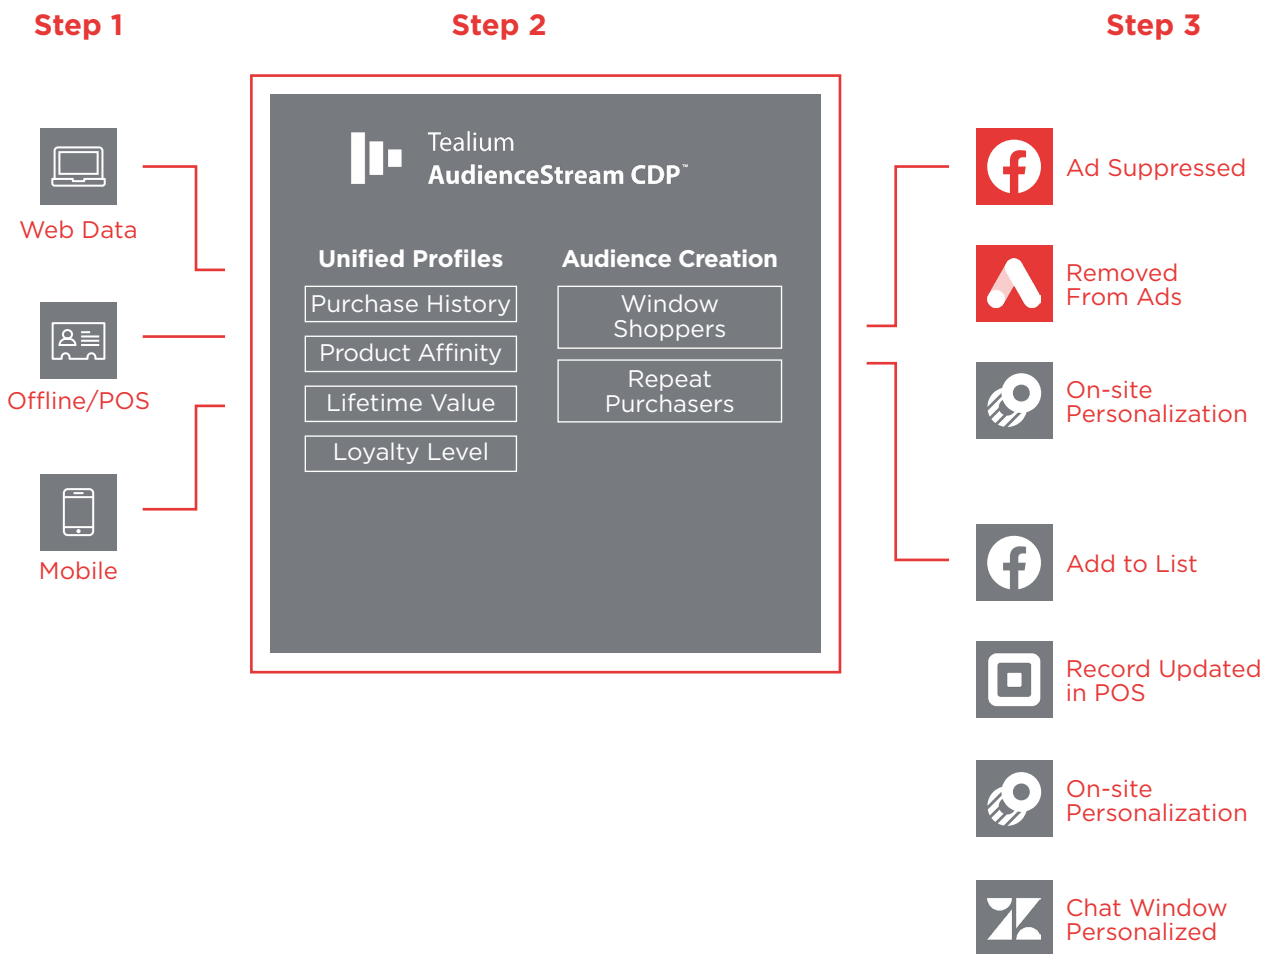 Step 1
Step 2
Step 3
Web Data
Offline/POS
Mobile
Tealium
AudienceStream CDP™
Unified Profiles
Purchase History
Product Affinity
Lifetime Value
Loyalty Level
Audience Creation
Window
Shoppers
Repeat
Purchasers
Ad Suppressed
Removed
From Ads
On-site
Personalization
Add to List
Record Updated
in POS
On-site
Personalization
Chat Window
Personalized